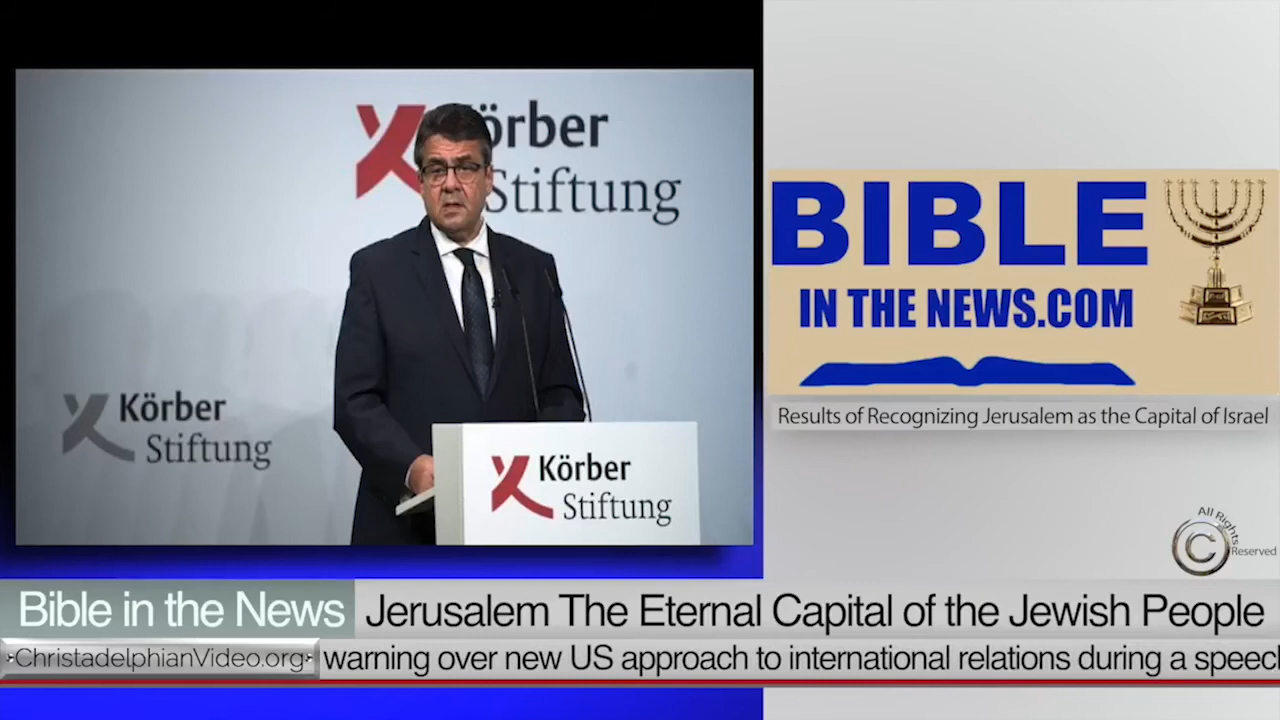 Körber
Stiftung
Körber
Stiftung
Körber
Stiftung
BIBLE
IN THE NEWS.COM
Results of Recognizing Jerusalem as the Capital of Israel
All Rights
C
Reserved
Bible in the News
Jerusalem The Eternal Capital of the Jewish People
ChristadelphianVideo.org
warning over new US approach to international relations during a speech